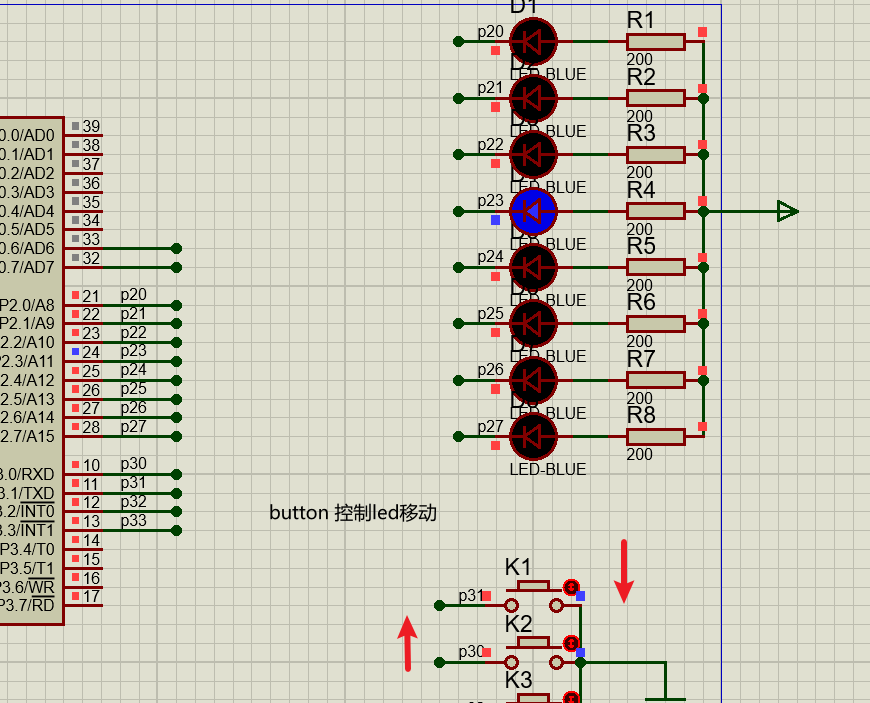 D1
p20
R1
LED-BLUE
200
p21
R2
LED-BLUE
200
p22
R3
LED-BLUE
200
p23
R4
LED-BLUE
200
p24
R5
LED-BLUE
200
p25
R6
LED-BLUE
200
p26
R7
LED-BLUE
200
p27
R8
LED-BLUE
200
0.0/AD0 39
0.1/AD1 38
0.2/AD2 37
0.3/AD3 36
0.4/AD4 35
0.5/AD5 34
0.6/AD6 33
0.7/AD7 32
P2.0/A8 21 p20
P2.1/A9 22 p21
2.2/A10 23 p22
2.3/A11 24 p23
2.4/A12 25 p24
2.5/A13 26 p25
2.6/A14 27 p26
2.7/A15 28 p27
3.0/RXD 10 p30
3.1/TXD 11 p31
3.2/INT0 12 p32
3.3/INT1 13 p33
P3.4/T0 14
P3.5/T1 15
P3.6/WR 16
P3.7/RD 17
button 控制led移动
K1
p31
K2
p30
K3